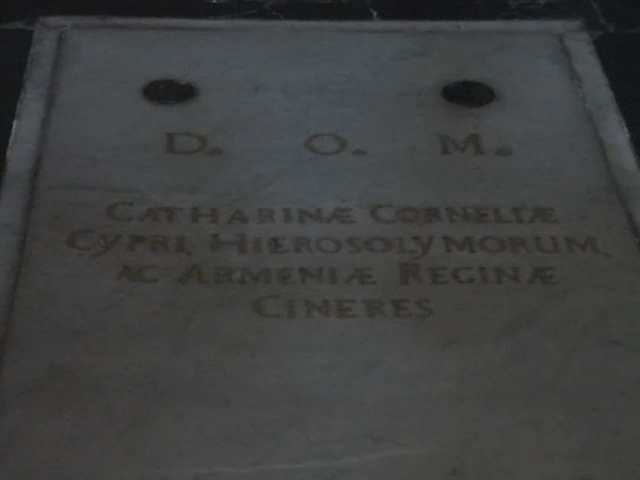 D. O. M.
CATHARINÆ CORNELIÆ
CYPRI, HIEROSOLYMORUM,
AC ARMENIÆ REGINÆ
CINERES